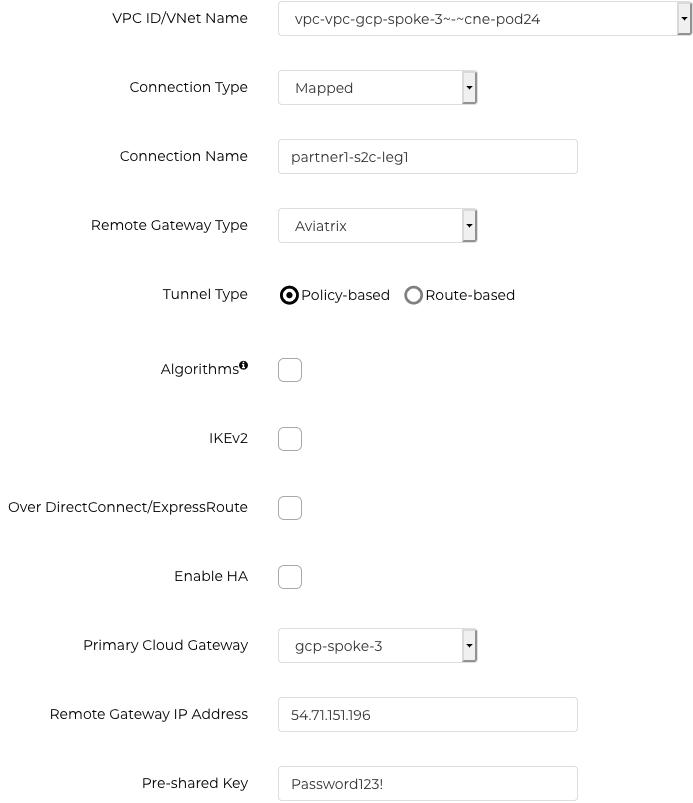 VPC ID/VNet Name vpc-vpc-gcp-spoke-3~-~cne-pod24
Connection Type Mapped
Connection Name partner1-s2c-leg1
Remote Gateway Type Aviatrix
Tunnel Type Policy-based Route-based
Algorithms
IKEv2
Over DirectConnect/ExpressRoute
Enable HA
Primary Cloud Gateway gcp-spoke-3
Remote Gateway IP Address 54.71.151.196
Pre-shared Key Password123!